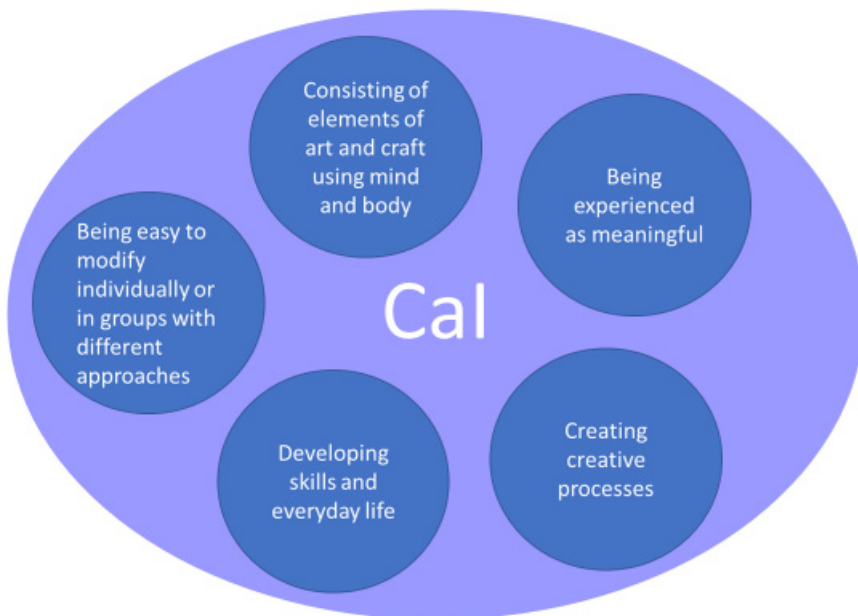 Consisting of
elements of
art and craft
using mind
and body
Being
experienced
as meaningful
Being easy to
modify
individually or
in groups with
different
approaches
CaI
Developing
skills and
everyday life
Creating
creative
processes